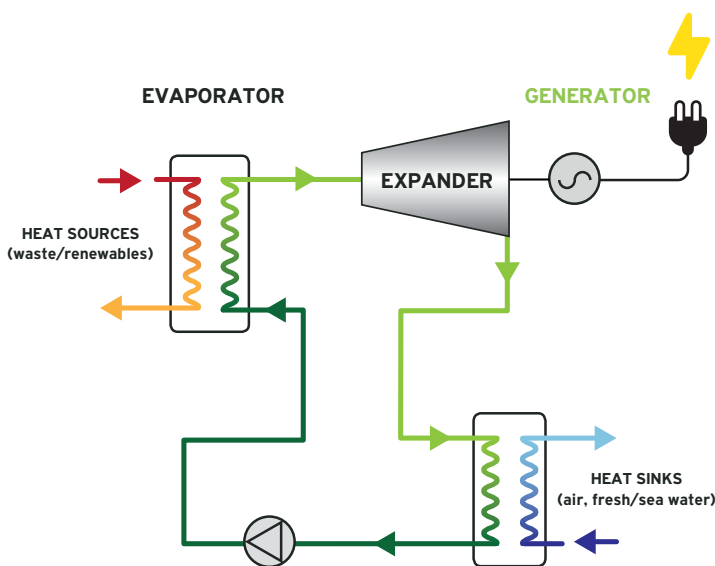 EVAPORATOR
GENERATOR
EXPANDER
HEAT SOURCES
(waste/renewables)
HEAT SINKS
(air, fresh/sea water)